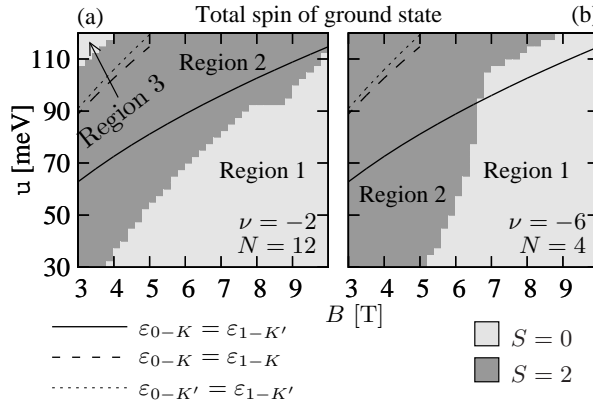 Total spin of ground state
(a)
(b)
u [meV]
110
90
70
50
30
Region 3
Region 2
Region 1
ν = −2
N = 12
Region 2
Region 1
ν = −6
N = 4
3 4 5 6 7 8 9
3 4 5 6 7 8 9
B [T]
ε0−K = ε1−K′
ε0−K = ε1−K
ε0−K′ = ε1−K′
S = 0
S = 2